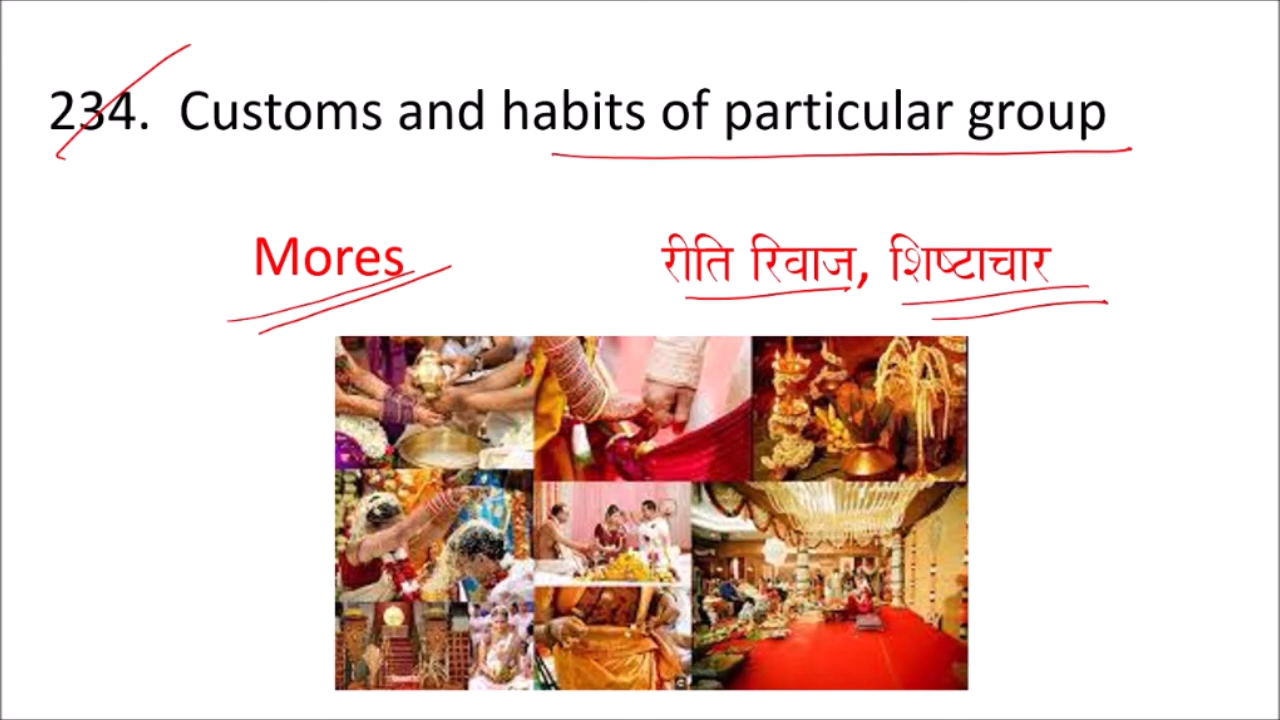 234. Customs and habits of particular group
Mores रीति रिवाज, शिष्टाचार